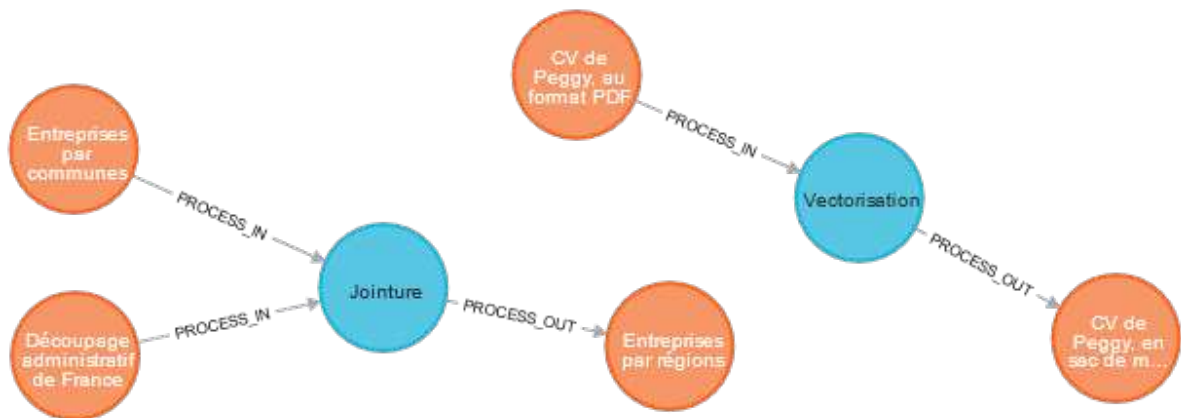 CV de
Peggy, au
format PDF
PROCESS_IN
Entreprises
par
communes
Vectorisation
PROCESS_IN
PROCESS_OUT
Jointure
PROCESS_IN
PROCESS_OUT
Découpage
administratif
de France
Entreprises
par régions
CV de
Peggy, en
sac de m...